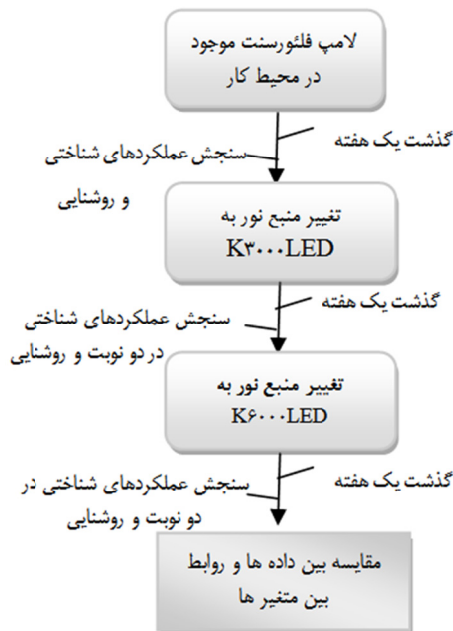 لامپ فلئورسنت موجود
در محیط کار
گذشت یک هفته
سنجش عملکردهای شناختی
و روشنایی
تغییر منبع نور به
K۳۰۰۰LED
گذشت یک هفته
سنجش عملکردهای شناختی
در دو نوبت و روشنایی
تغییر منبع نور به
K۶۰۰۰LED
گذشت یک هفته
سنجش عملکردهای شناختی در
دو نوبت و روشنایی
مقایسه بین داده ها و روابط
بین متغیر ها